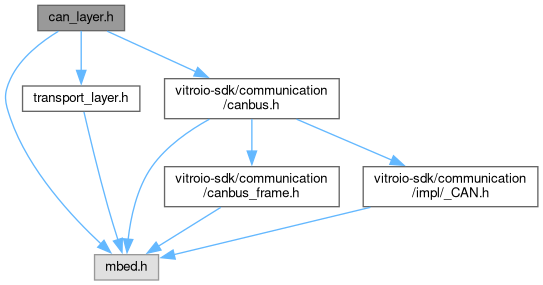 can_layer.h
transport_layer.h
vitroio-sdk/communication
/canbus.h
vitroio-sdk/communication
/canbus_frame.h
vitroio-sdk/communication
/impl/_CAN.h
mbed.h